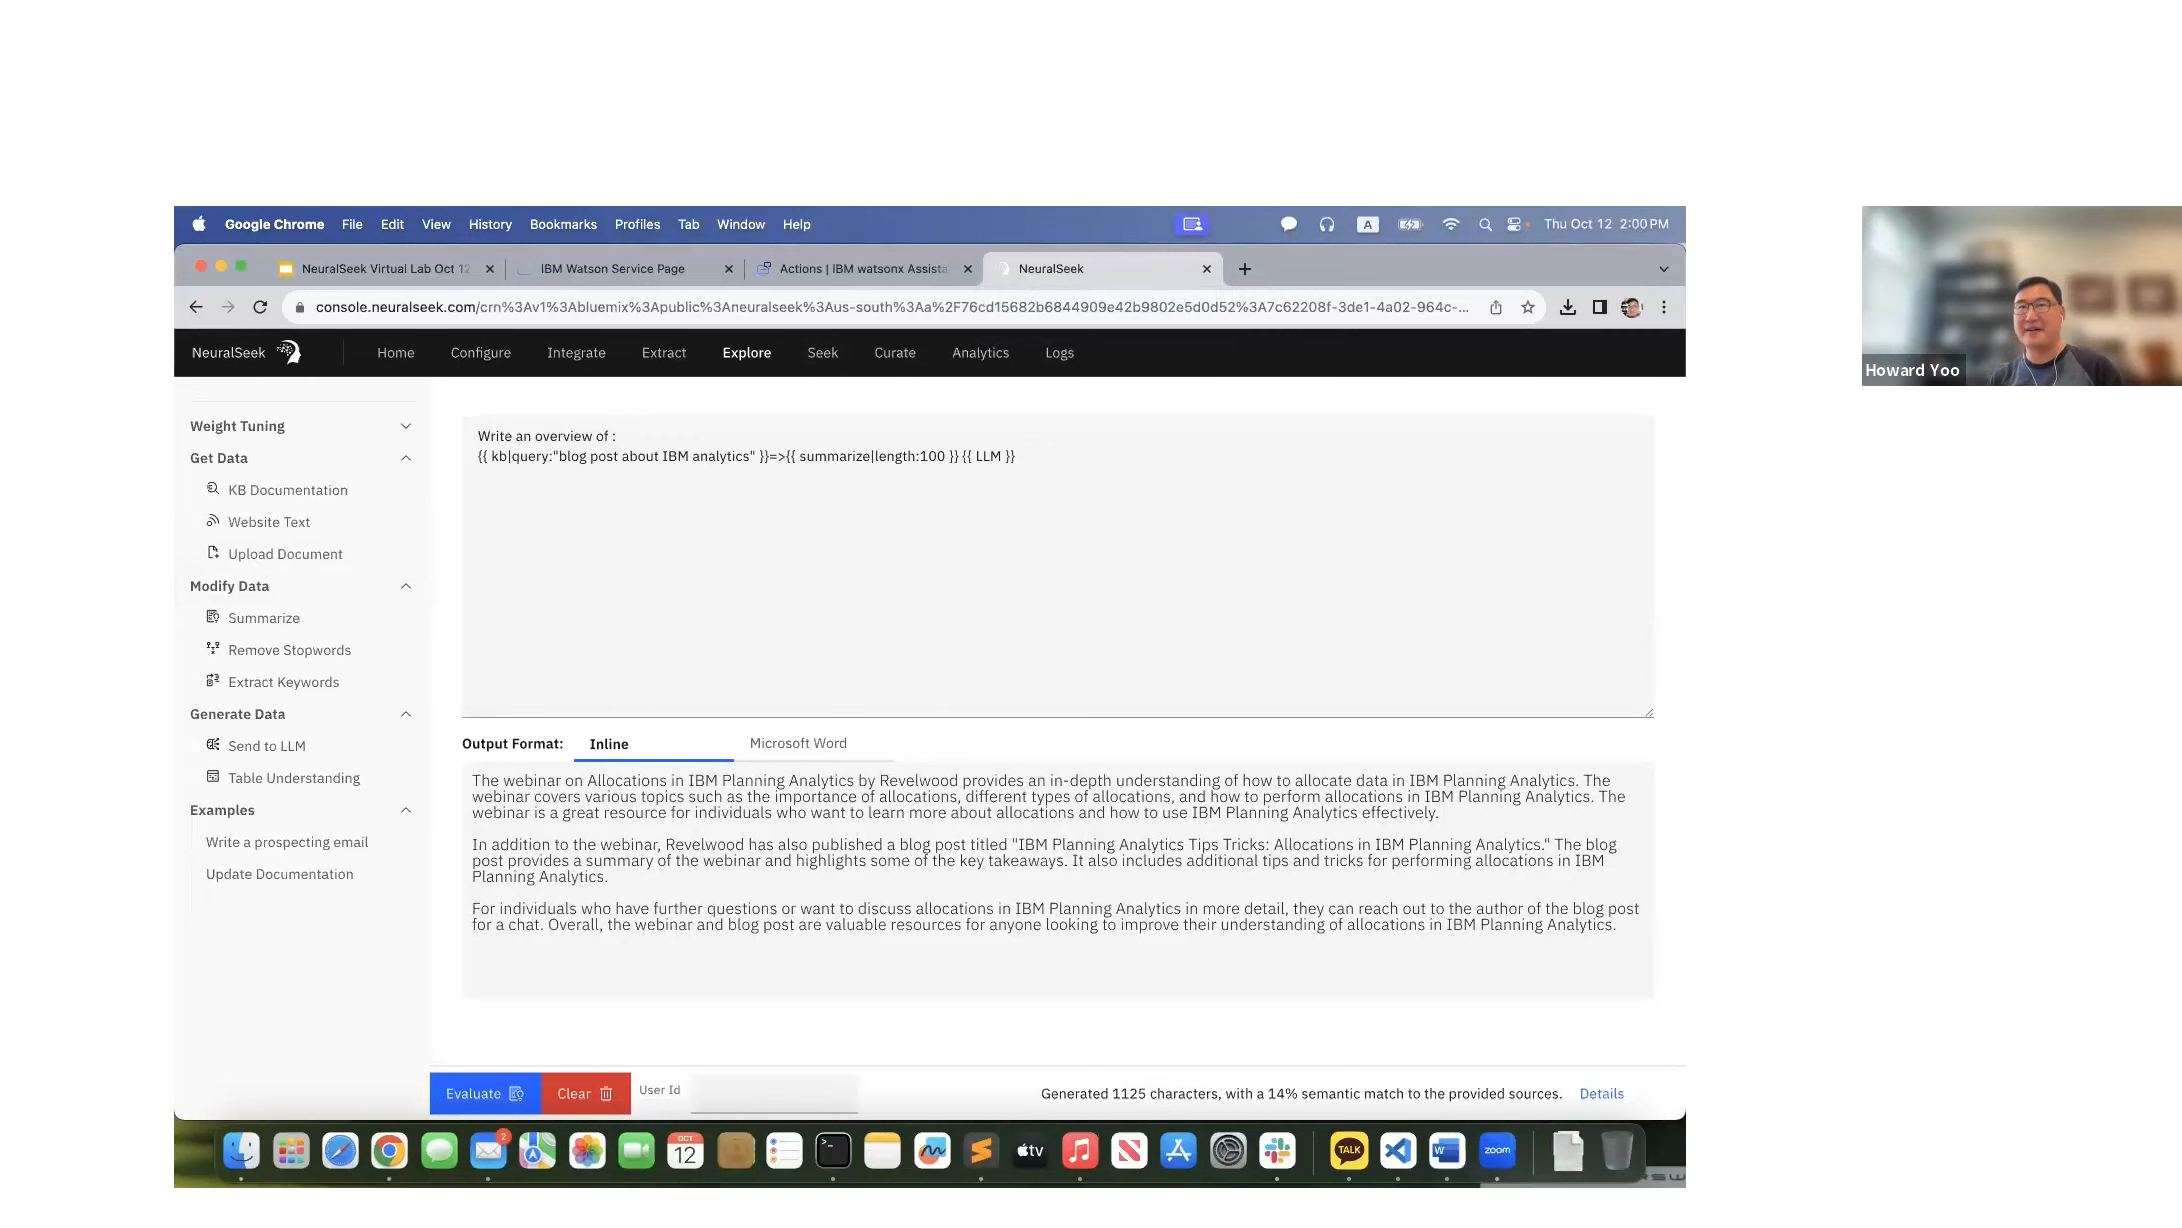 Google Chrome File Edit View History Bookmarks Profiles Tab Window Help A Thu Oct 12 2:00 PM
NeuralSeek Virtual Lab Oct 12 IBM Watson Service Page Actions | IBM watsonx Assista NeuralSeek
console.neuralseek.com/crn%3Av1%3Abluemix%3Apublic%3Aneuralseek%3Aus-south%3Aa%2F76cd15682b6844909e42b9802e5d0d52%3A7c62208f-3de1-4a02-964c-...
NeuralSeek Home Configure Integrate Extract Explore Seek Curate Analytics Logs
Howard Yoo
Weight Tuning
Get Data
KB Documentation
Website Text
Upload Document
Modify Data
Summarize
Remove Stopwords
Extract Keywords
Generate Data
Send to LLM
Table Understanding
Examples
Write a prospecting email
Update Documentation
Write an overview of :
{{ kb|query:"blog post about IBM analytics" }}=>{{ summarize|length:100 }} {{ LLM }}
Output Format: Inline Microsoft Word
The webinar on Allocations in IBM Planning Analytics by Revelwood provides an in-depth understanding of how to allocate data in IBM Planning Analytics. The
webinar covers various topics such as the importance of allocations, different types of allocations, and how to perform allocations in IBM Planning Analytics. The
webinar is a great resource for individuals who want to learn more about allocations and how to use IBM Planning Analytics effectively.
In addition to the webinar, Revelwood has also published a blog post titled "IBM Planning Analytics Tips Tricks: Allocations in IBM Planning Analytics." The blog
post provides a summary of the webinar and highlights some of the key takeaways. It also includes additional tips and tricks for performing allocations in IBM
Planning Analytics.
For individuals who have further questions or want to discuss allocations in IBM Planning Analytics in more detail, they can reach out to the author of the blog post
for a chat. Overall, the webinar and blog post are valuable resources for anyone looking to improve their understanding of allocations in IBM Planning Analytics.
Evaluate Clear User Id Generated 1125 characters, with a 14% semantic match to the provided sources. Details
2 OCT 12 tv TALK W zoom